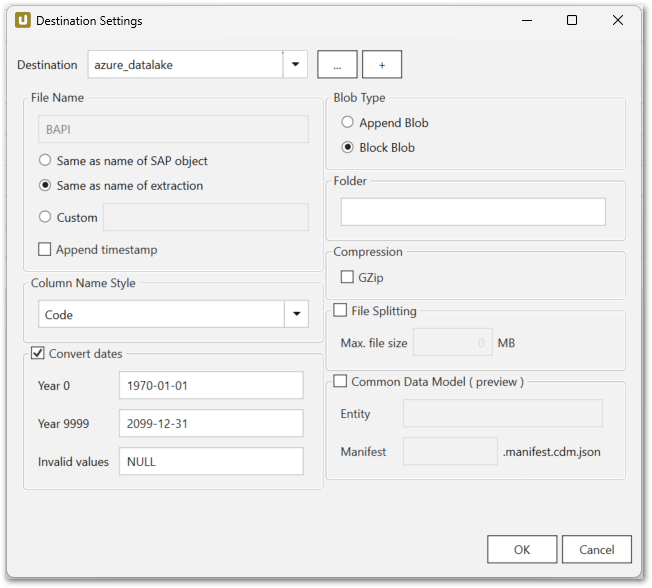 Destination Settings
Destination
azure_datalake
...
+
File Name
BAPI
Same as name of SAP object
Same as name of extraction
Custom
Append timestamp
Column Name Style
Code
Convert dates
Year 0
1970-01-01
Year 9999
2099-12-31
Invalid values
NULL
Blob Type
Append Blob
Block Blob
Folder
Compression
GZip
File Splitting
Max. file size
0
MB
Common Data Model ( preview )
Entity
Manifest
.manifest.cdm.json
OK
Cancel